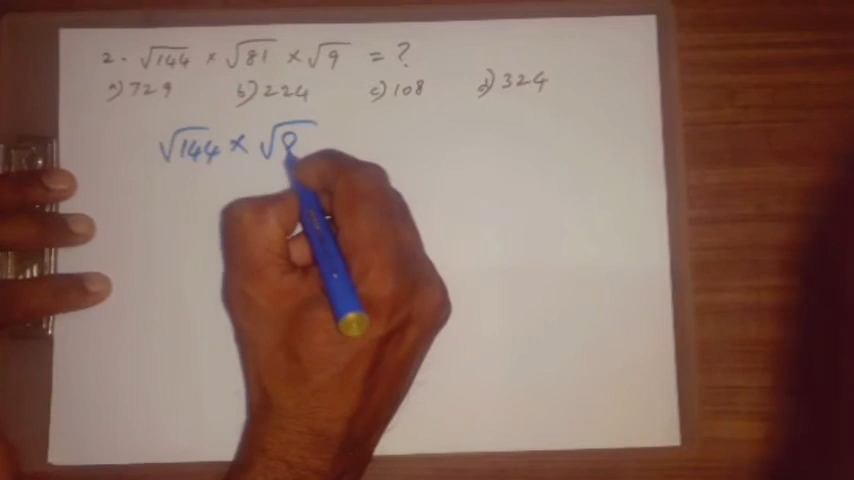 2. √144 × √81 × √9 = ?
a) 729 b) 224 c) 108 d) 324
√144 × √8